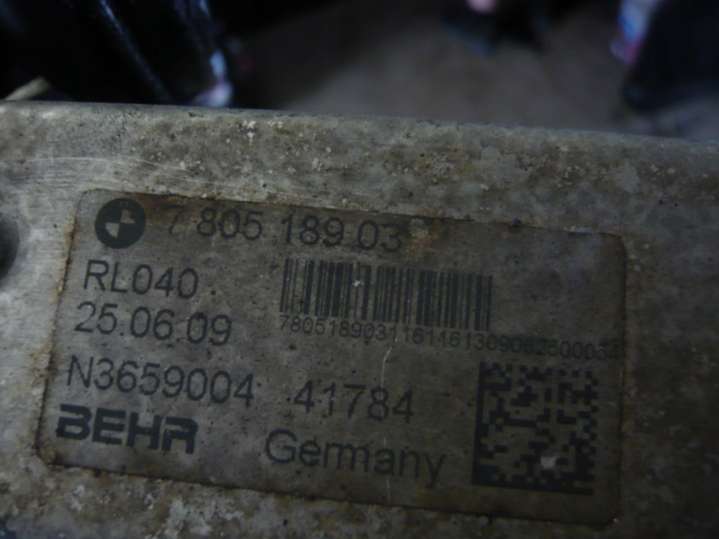 7 805 189 03
RL040
25.06.09
N3659004 41784
BEHR
Germany